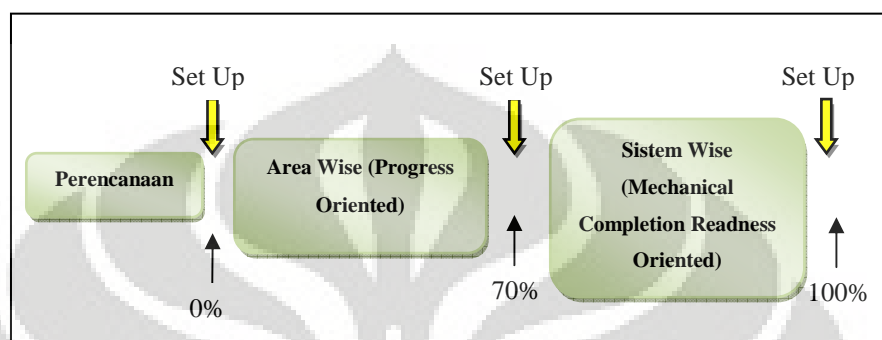 Set Up
Set Up
Set Up
Perencanaan
Area Wise (Progress
Oriented)
Sistem Wise
(Mechanical
Completion Readness
Oriented)
0%
70%
100%